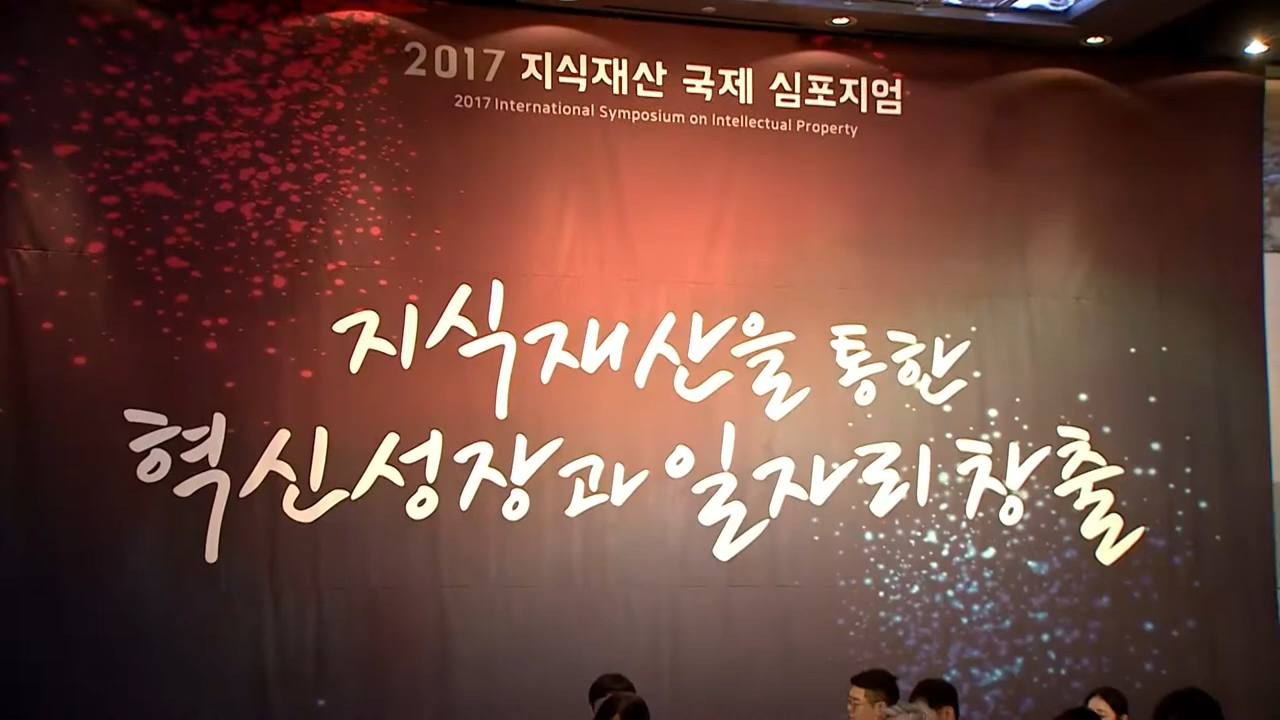 2017 지식재산 국제 심포지엄
2017 International Symposium on Intellectual Property
지식재산을 통한
혁신성장과 일자리 창출